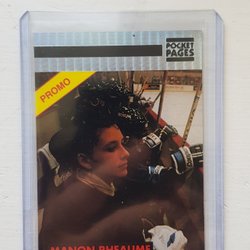 POCKET
PAGES
PROMO
MANON RHEAUME